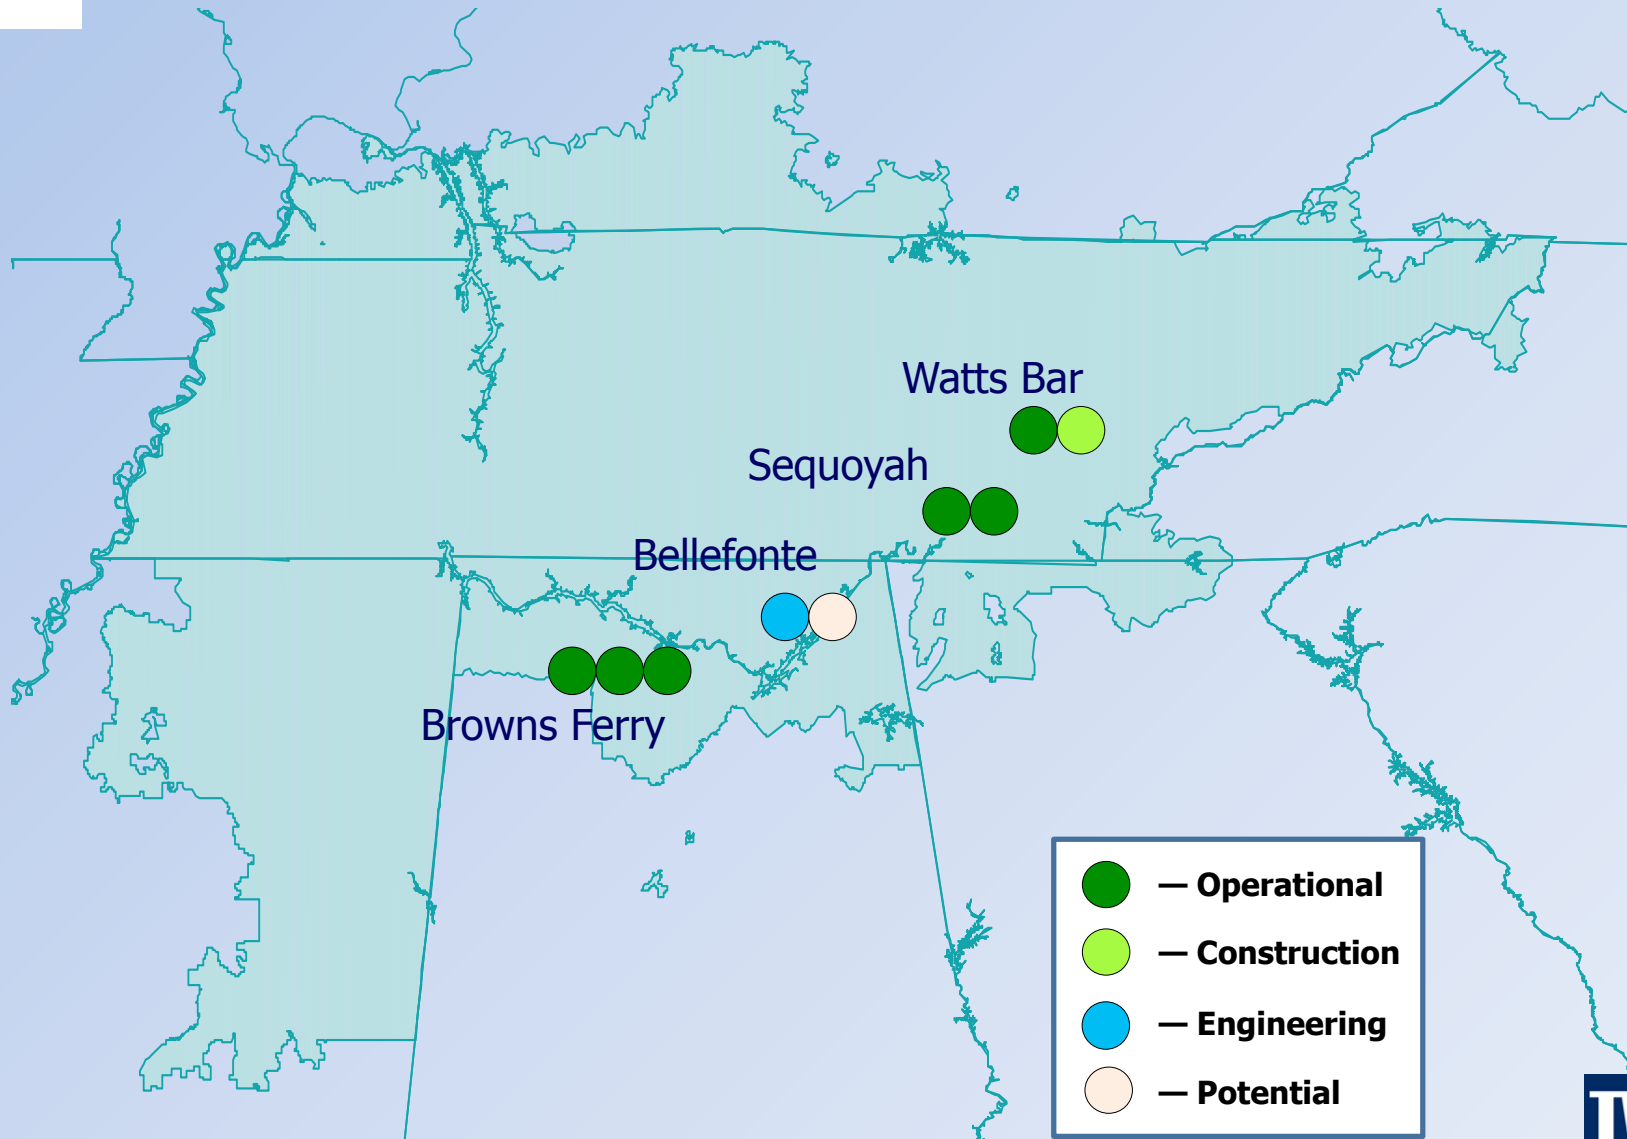 Watts Bar
Sequoyah
Bellefonte
Browns Ferry
— Operational
— Construction
— Engineering
— Potential